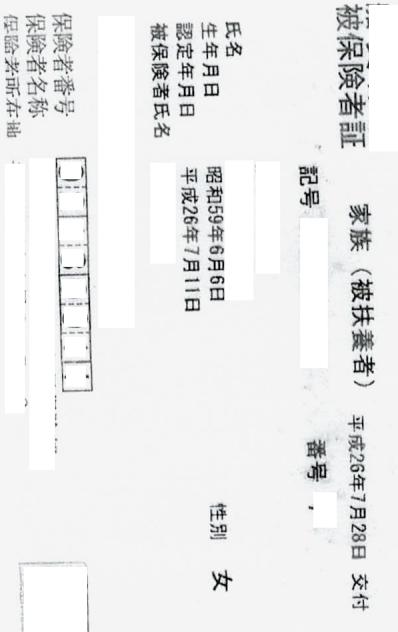 被保険者証 家族（被扶養者） 平成26年7月28日 交付
記号 番号
氏名
生年月日 昭和59年6月6日 性別 女
認定年月日 平成26年7月11日
被保険者氏名
保険者番号
保険者名称
保険者所在地